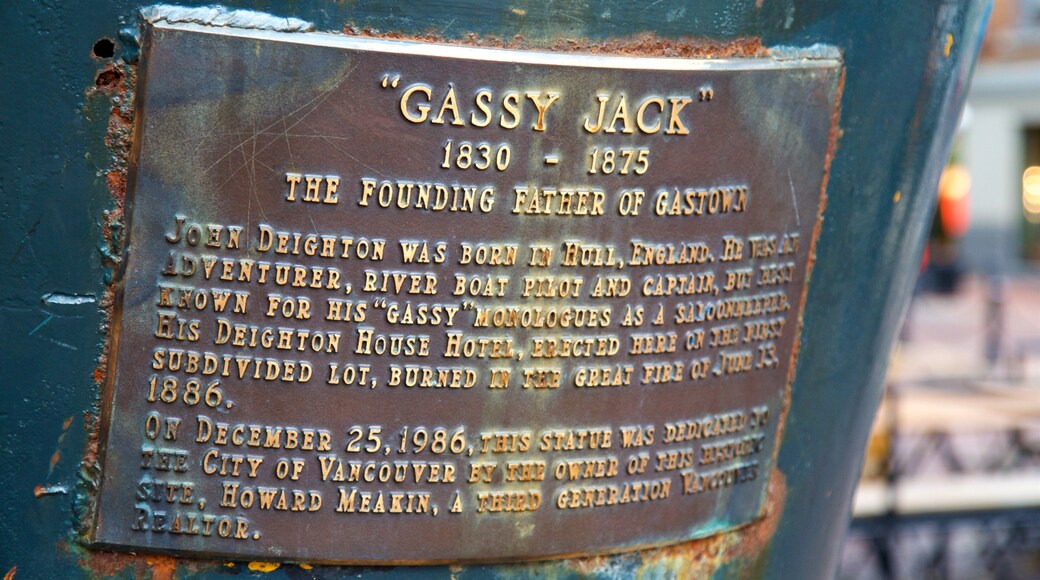 "GASSY JACK"
1830 - 1875
THE FOUNDING FATHER OF GASTOWN
JOHN DEIGHTON WAS BORN IN HULL, ENGLAND. HE WAS AN
ADVENTURER, RIVER BOAT PILOT AND CAPTAIN, BUT BEST
KNOWN FOR HIS "GASSY" MONOLOGUES AS A SALOONKEEPER.
HIS DEIGHTON HOUSE HOTEL, ERECTED HERE ON THE FIRST
SUBDIVIDED LOT, BURNED IN THE GREAT FIRE OF JUNE 13,
1886.
ON DECEMBER 25, 1986, THIS STATUE WAS DEDICATED TO
THE CITY OF VANCOUVER BY THE OWNER OF THIS HISTORIC
SITE, HOWARD MEAKIN, A THIRD GENERATION VANCOUVER
REALTOR.